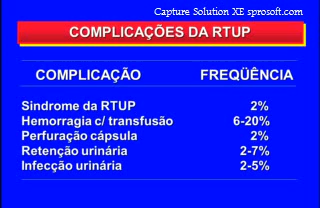 Capture Solution XE sprosoft.com
COMPLICAÇÕES DA RTUP
COMPLICAÇÃO FREQÜÊNCIA
Sindrome da RTUP 2%
Hemorragia c/ transfusão 6-20%
Perfuração cápsula 2%
Retenção urinária 2-7%
Infecção urinária 2-5%